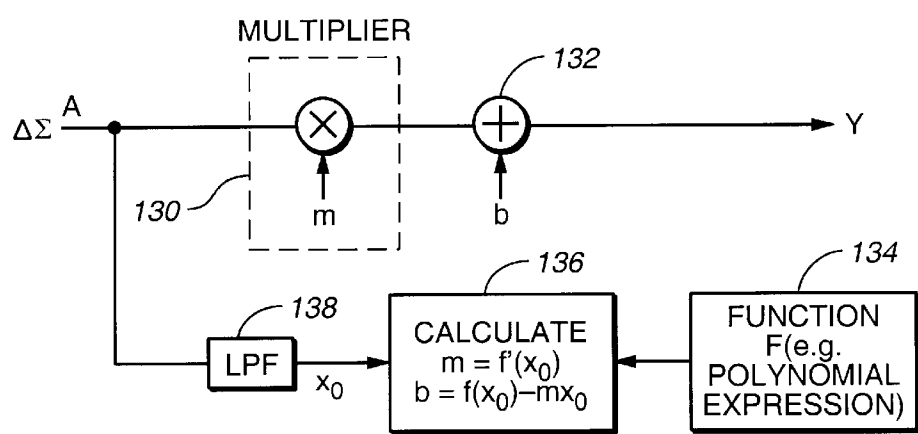 MULTIPLIER
132
A
ΔΣ
Y
130
m
b
138
136
134
LPF
x₀
CALCULATE
m = f'(x₀)
b = f(x₀)–mx₀
FUNCTION
F(e.g.
POLYNOMIAL
EXPRESSION)